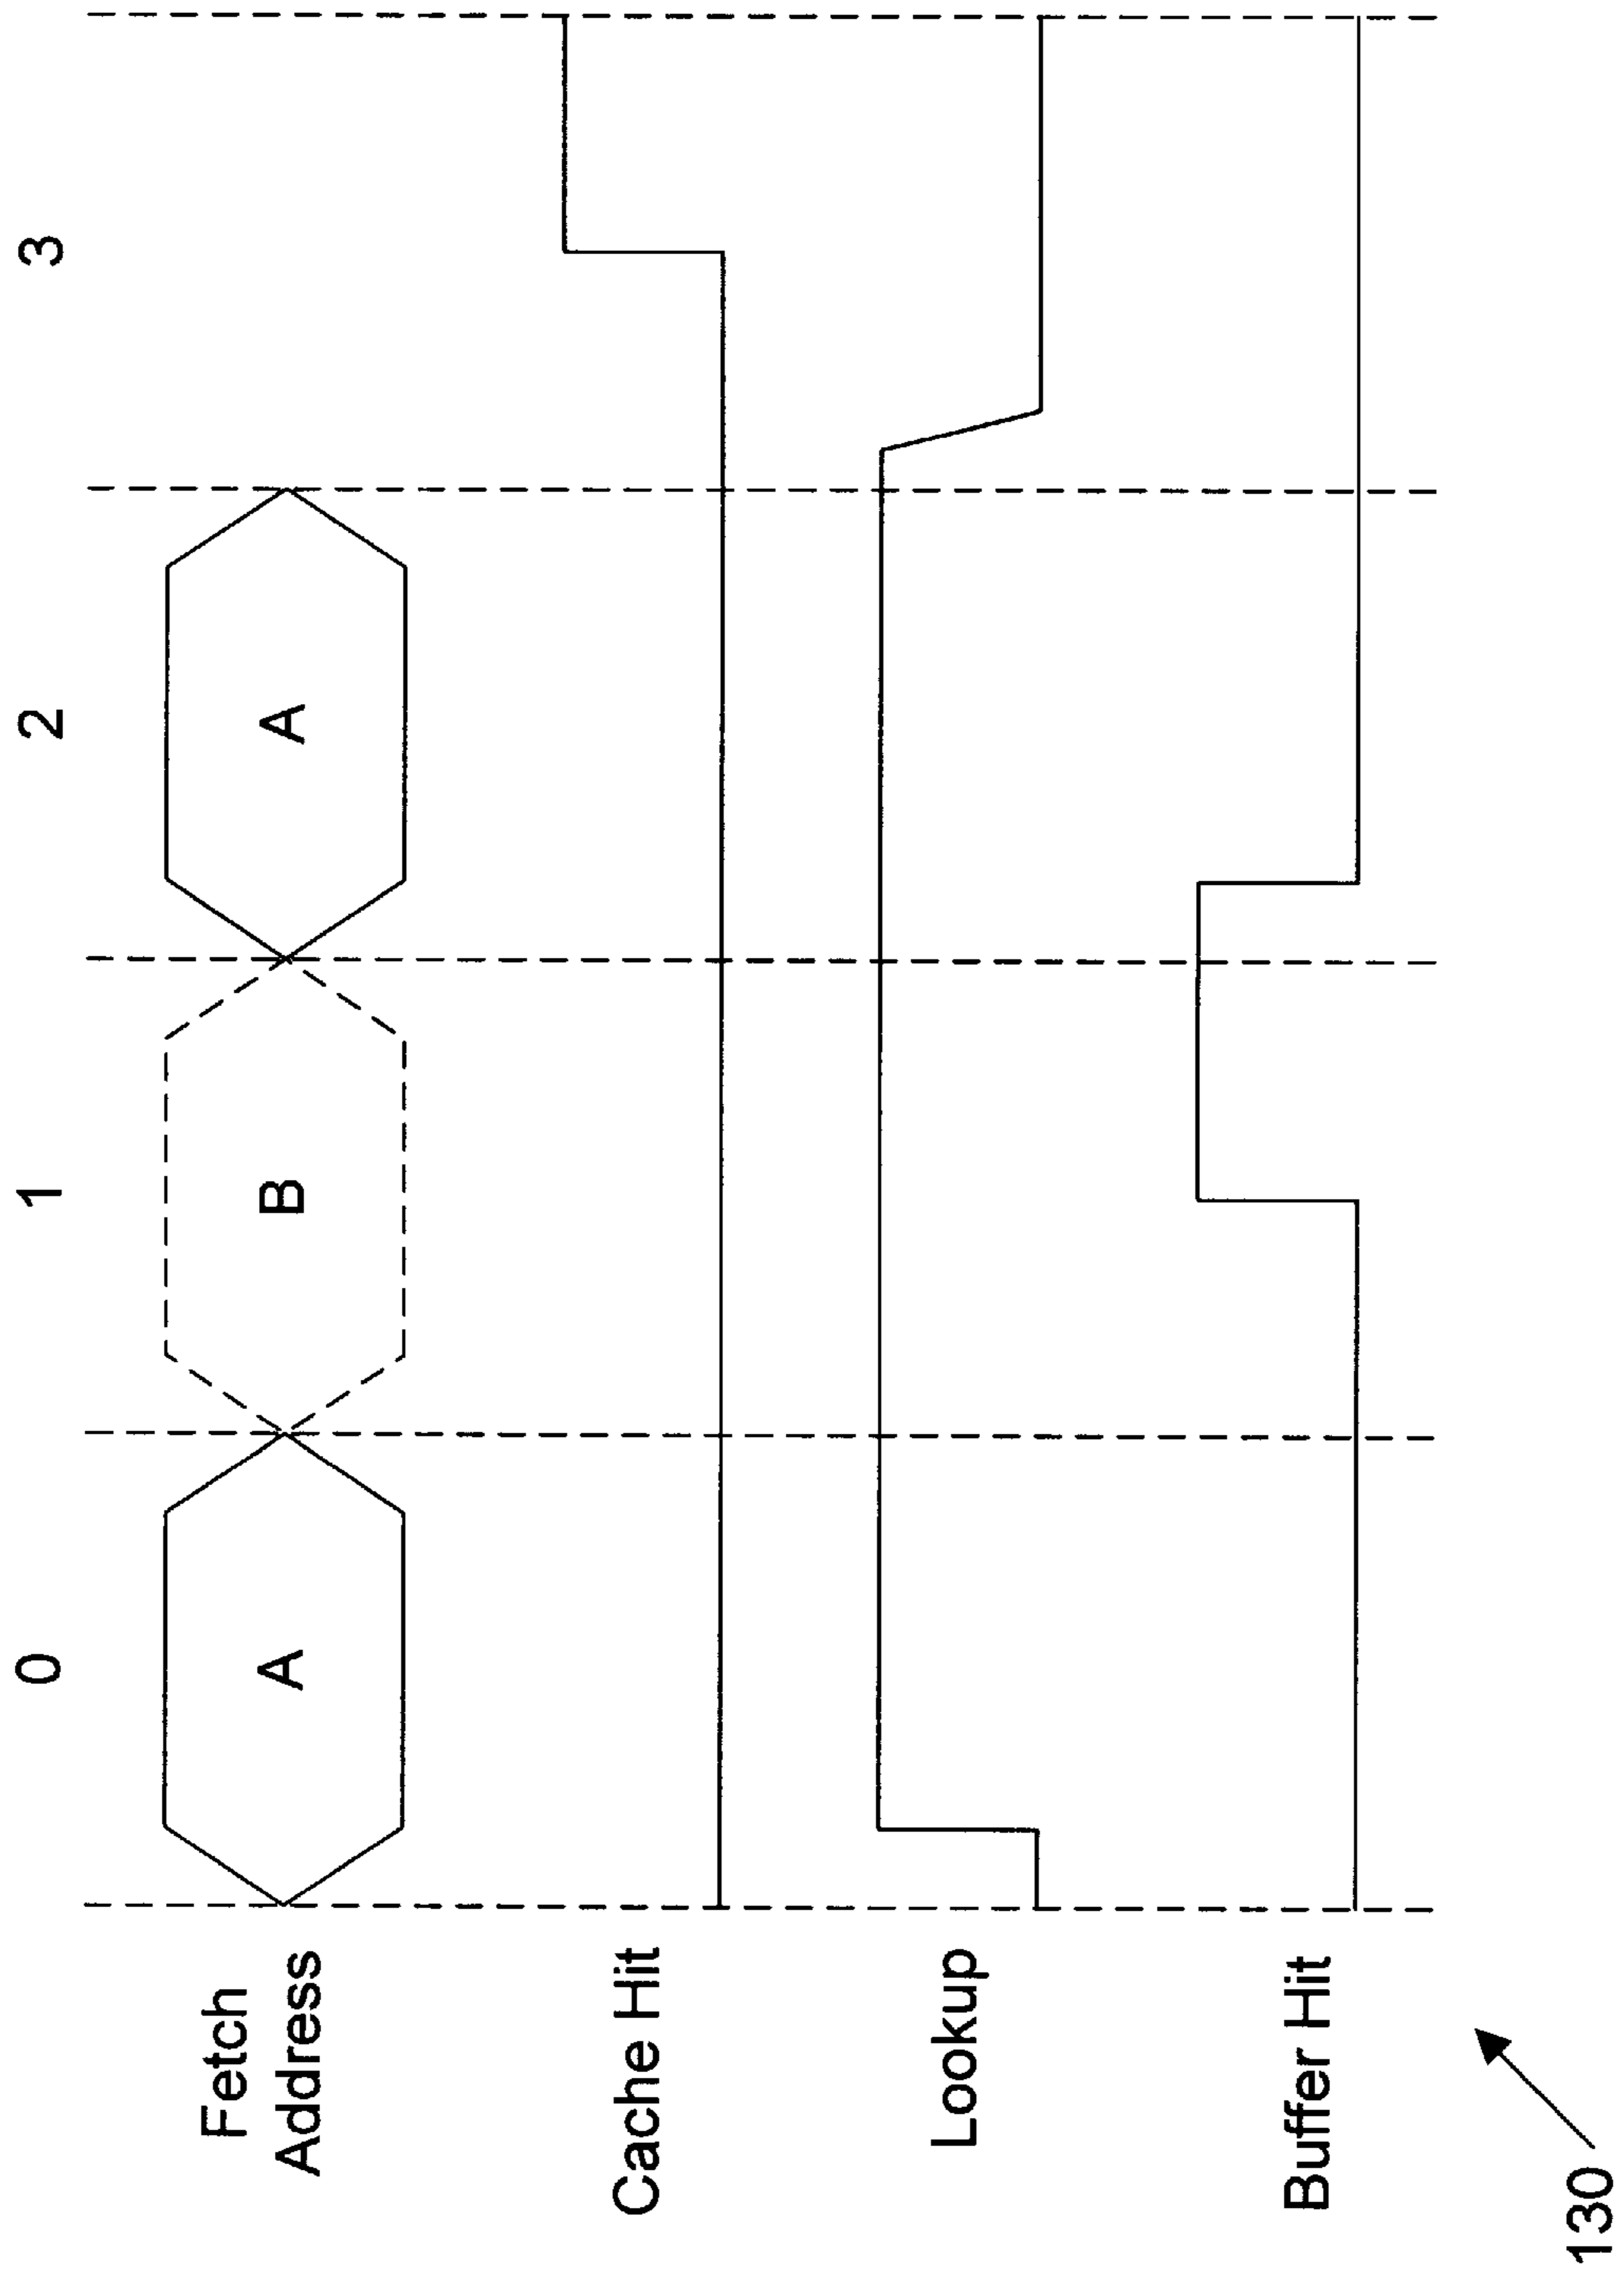 0 1 2 3
Fetch
Address
A B A
Cache Hit
Lookup
Buffer Hit
130